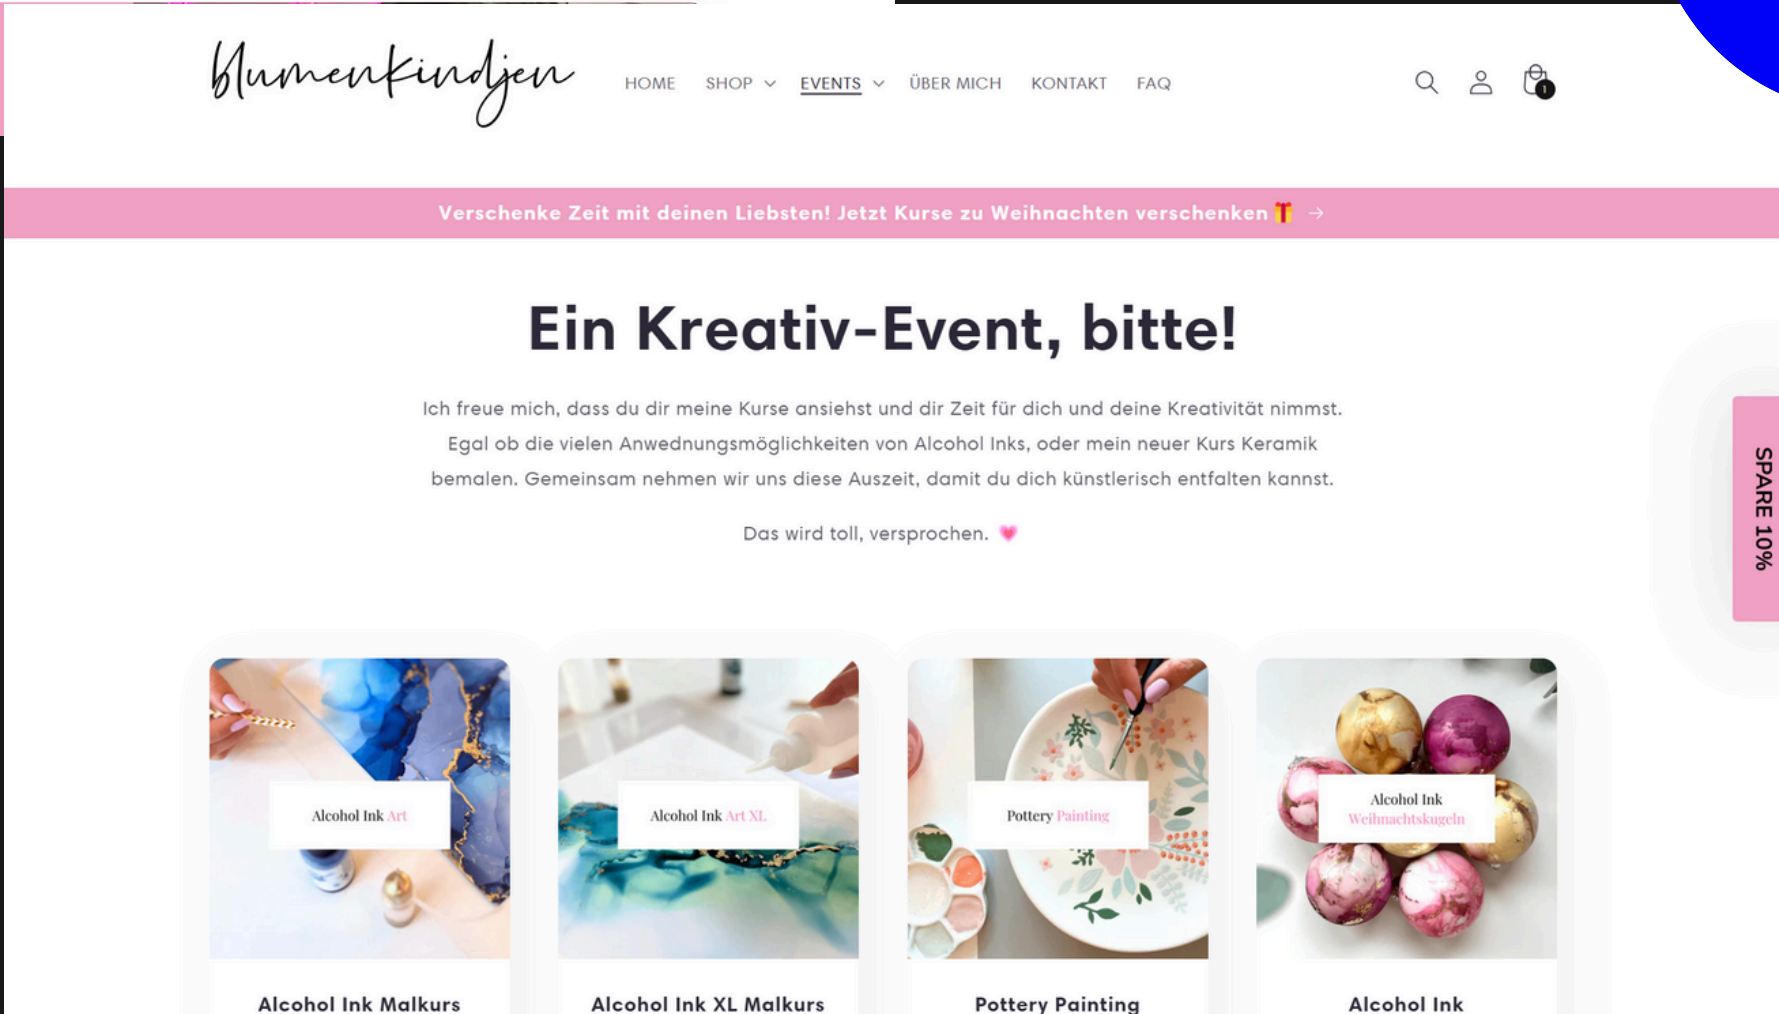 blumenkindjen
HOME SHOP EVENTS ÜBER MICH KONTAKT FAQ
1
Verschenke Zeit mit deinen Liebsten! Jetzt Kurse zu Weihnachten verschenken🎁 →
Ein Kreativ-Event, bitte!
Ich freue mich, dass du dir meine Kurse ansiehst und dir Zeit für dich und deine Kreativität nimmst.
Egal ob die vielen Anwednungsmöglichkeiten von Alcohol Inks, oder mein neuer Kurs Keramik
bemalen. Gemeinsam nehmen wir uns diese Auszeit, damit du dich künstlerisch entfalten kannst.
Das wird toll, versprochen. 💗
SPARE 10%
Alcohol Ink Art
Alcohol Ink Art XL
Pottery Painting
Alcohol Ink
Weihnachtskugeln
Alcohol Ink Malkurs
Alcohol Ink XL Malkurs
Pottery Painting
Alcohol Ink